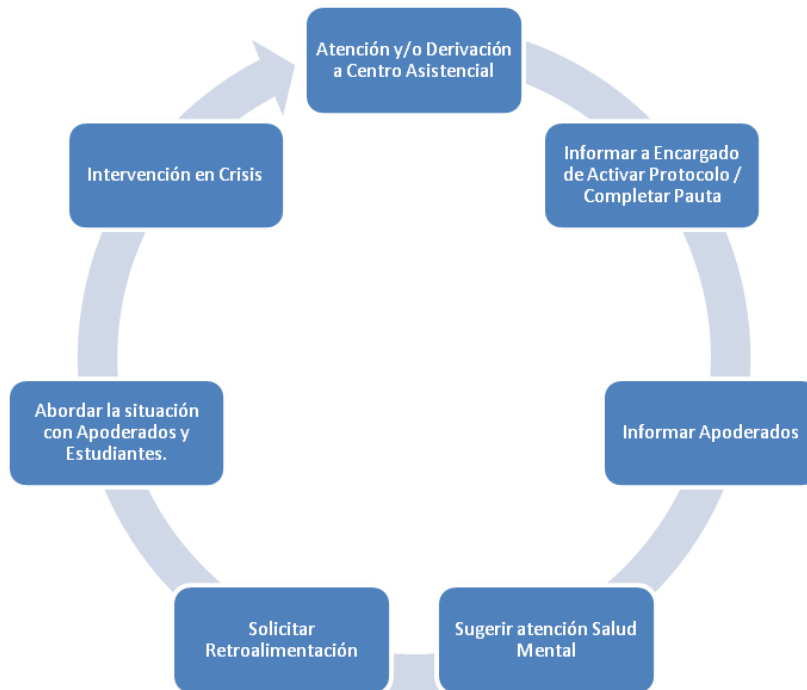 Atención y/o Derivación
a Centro Asistencial
Informar a Encargado
de Activar Protocolo /
Completar Pauta
Informar Apoderados
Sugerir atención Salud
Mental
Solicitar
Retroalimentación
Abordar la situación
con Apoderados y
Estudiantes.
Intervención en Crisis